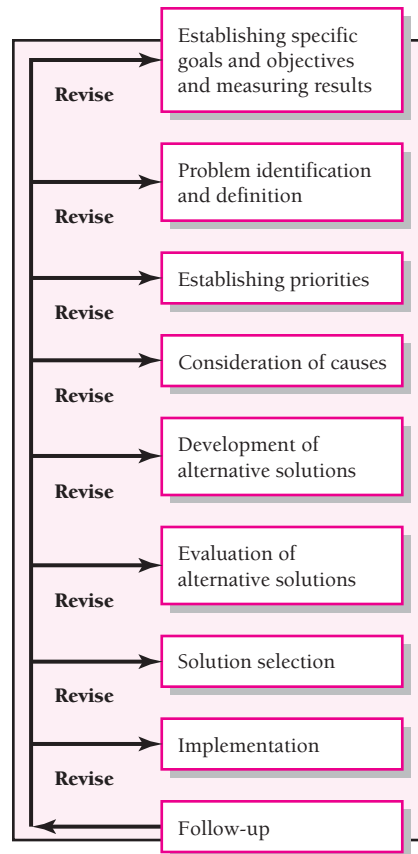 Establishing specific
goals and objectives
and measuring results
Revise
Problem identification
and definition
Revise
Establishing priorities
Revise
Consideration of causes
Revise
Development of
alternative solutions
Revise
Evaluation of
alternative solutions
Revise
Solution selection
Revise
Implementation
Revise
Follow-up